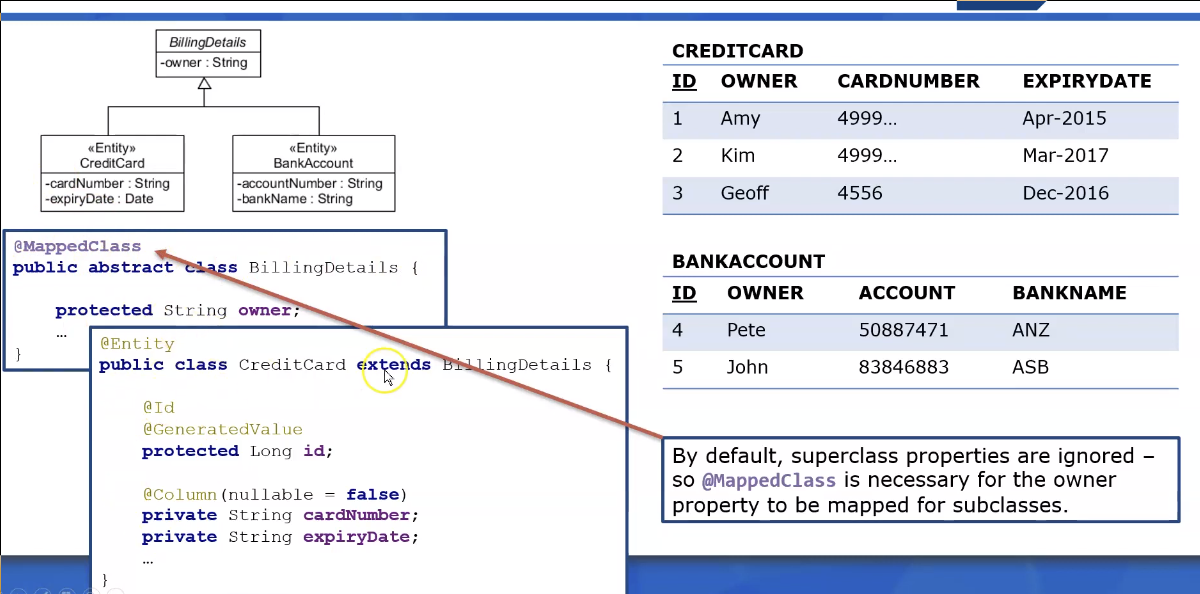 BillingDetails
-owner : String
«Entity»
CreditCard
-cardNumber : String
-expiryDate : Date
«Entity»
BankAccount
-accountNumber : String
-bankName : String
@MappedClass
public abstract class BillingDetails {
protected String owner;
…
}
@Entity
public class CreditCard extends BillingDetails {
@Id
@GeneratedValue
protected Long id;
@Column(nullable = false)
private String cardNumber;
private String expiryDate;
…
}
CREDITCARD
ID OWNER CARDNUMBER EXPIRYDATE
1 Amy 4999… Apr-2015
2 Kim 4999… Mar-2017
3 Geoff 4556 Dec-2016
BANKACCOUNT
ID OWNER ACCOUNT BANKNAME
4 Pete 50887471 ANZ
5 John 83846883 ASB
By default, superclass properties are ignored –
so @MappedClass is necessary for the owner
property to be mapped for subclasses.